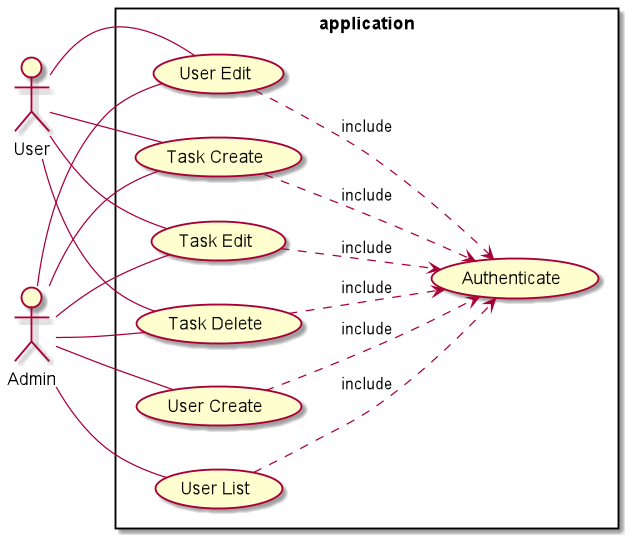 application
User Edit
include
User
Task Create
include
Task Edit
include
Authenticate
include
Task Delete
include
Admin
User Create
include
User List